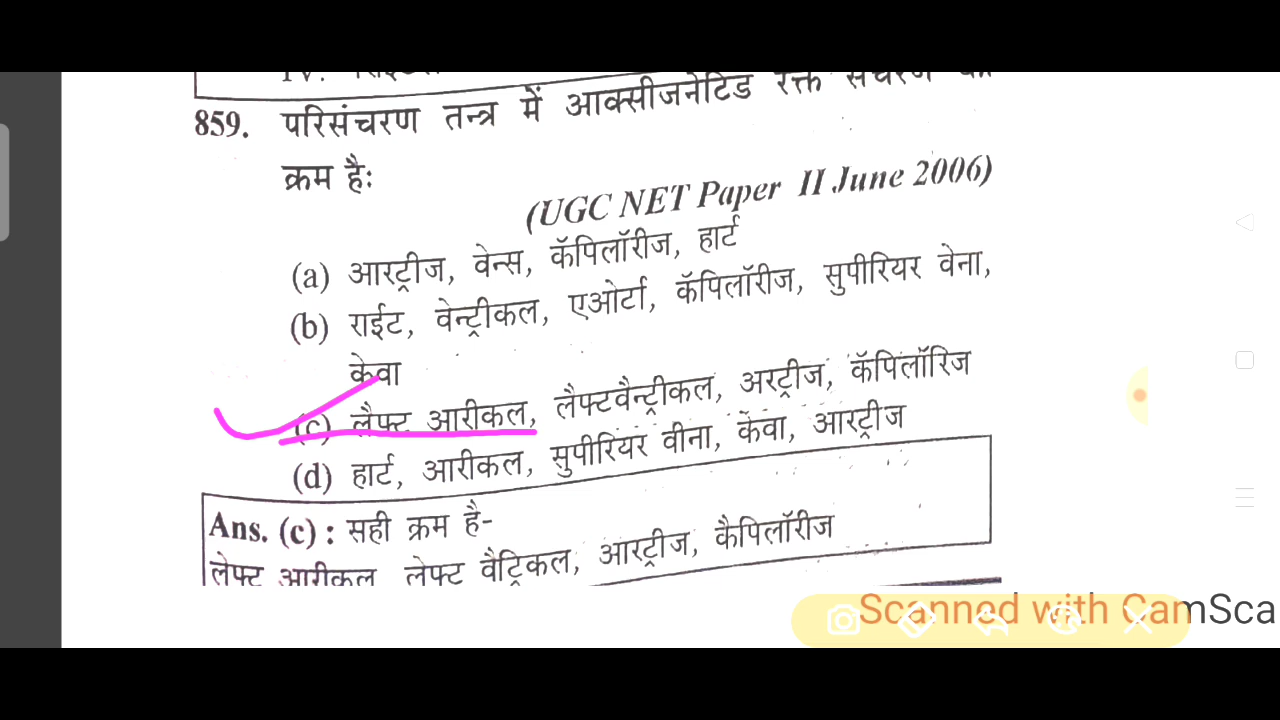 859. परिसंचरण तन्त्र में आक्सीजनेटिड रक्त संचरण का
क्रम है:
(UGC NET Paper II June 2006)
(a) आरट्रीज, वेन्स, कॅपिलॉरीज, हार्ट
(b) राईट, वेन्ट्रीकल, एओर्टा, कॅपिलॉरीज, सुपीरियर वेना,
केवा
(c) लैफ्ट आरीकल, लैफ्टवैन्ट्रीकल, अरट्रीज, कॅपिलॉरिज
(d) हार्ट, आरीकल, सुपीरियर वीना, केवा, आरट्रीज
Ans. (c) : सही क्रम है-
लेफ्ट आरीकल लेफ्ट वैट्रिकल, आरट्रीज, कैपिलॉरीज
Scanned with CamSca